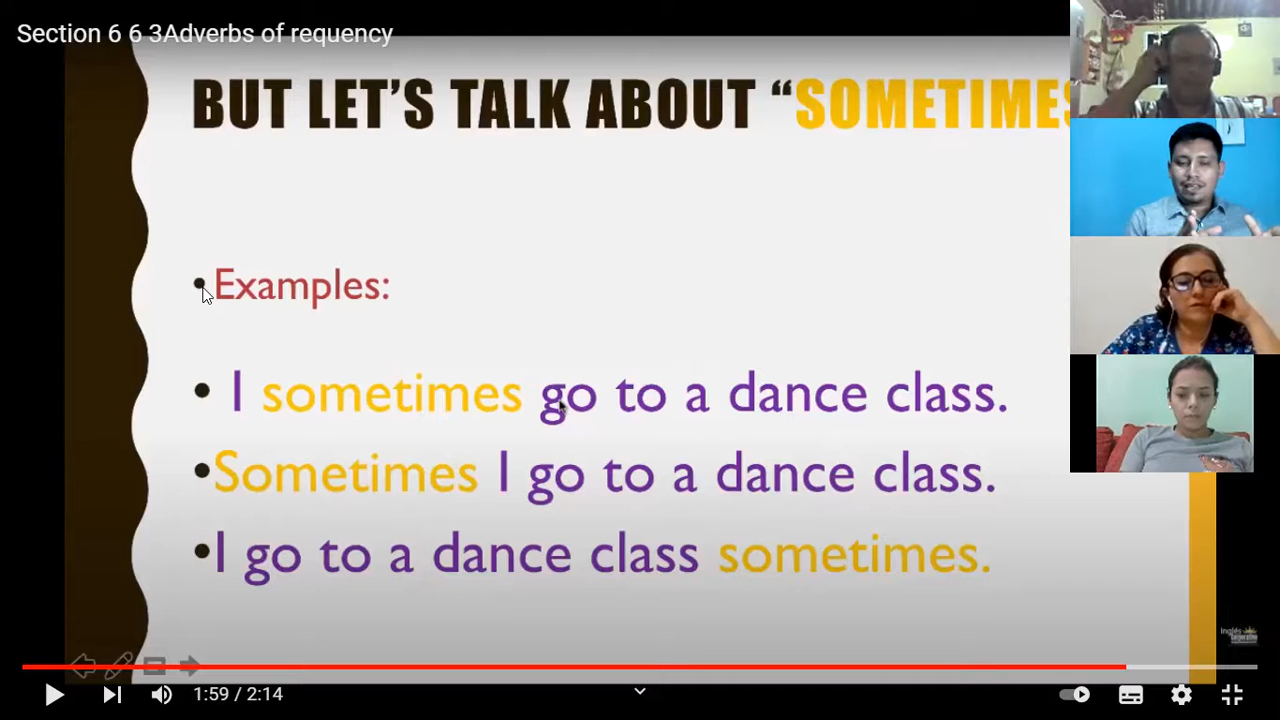 Section 6 6 3Adverbs of requency
BUT LET'S TALK ABOUT “SOMETIMES
•Examples:
• I sometimes go to a dance class.
•Sometimes I go to a dance class.
•I go to a dance class sometimes.
Inglés
1:59 / 2:14